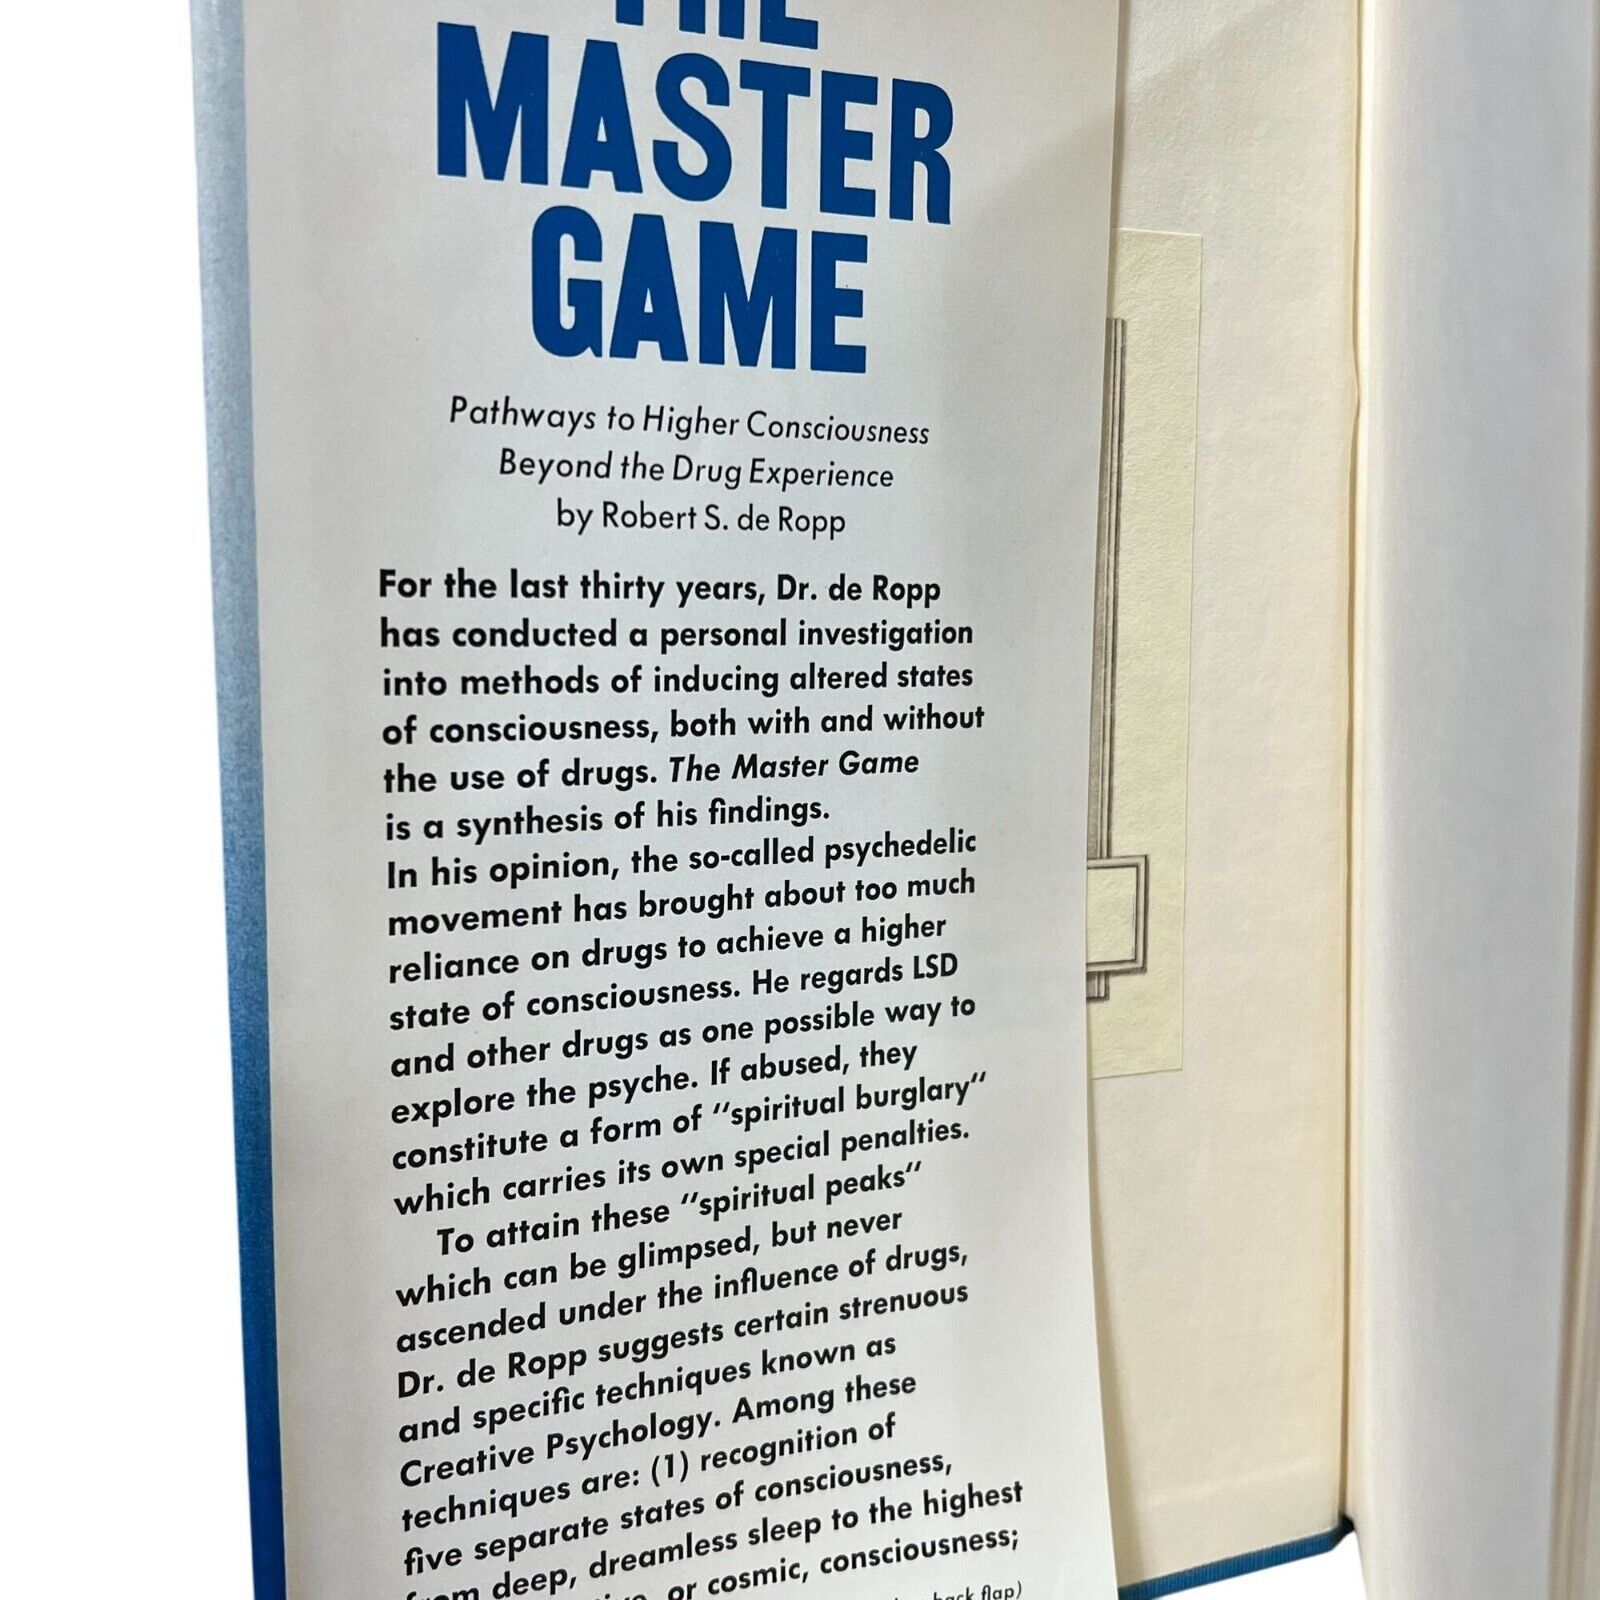 THE
MASTER
GAME
Pathways to Higher Consciousness
Beyond the Drug Experience
by Robert S. de Ropp
For the last thirty years, Dr. de Ropp
has conducted a personal investigation
into methods of inducing altered states
of consciousness, both with and without
the use of drugs. The Master Game
is a synthesis of his findings.
In his opinion, the so-called psychedelic
movement has brought about too much
reliance on drugs to achieve a higher
state of consciousness. He regards LSD
and other drugs as one possible way to
explore the psyche. If abused, they
constitute a form of "spiritual burglary"
which carries its own special penalties.
To attain these "spiritual peaks"
which can be glimpsed, but never
ascended under the influence of drugs,
Dr. de Ropp suggests certain strenuous
and specific techniques known as
Creative Psychology. Among these
techniques are: (1) recognition of
five separate states of consciousness,
from deep, dreamless sleep to the highest
or cosmic, consciousness;
back flap)